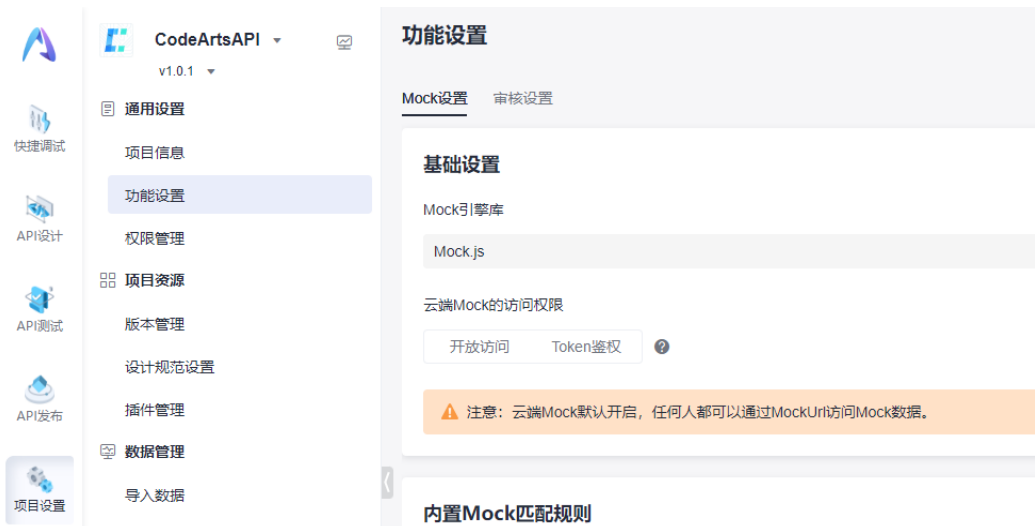 快捷调试
API设计
API测试
API发布
项目设置
CodeArtsAPI
v1.0.1
通用设置
项目信息
功能设置
权限管理
项目资源
版本管理
设计规范设置
插件管理
数据管理
导入数据
功能设置
Mock设置 审核设置
基础设置
Mock引擎库
Mock.js
云端Mock的访问权限
开放访问 Token鉴权
注意：云端Mock默认开启，任何人都可以通过MockUrl访问Mock数据。
内置Mock匹配规则